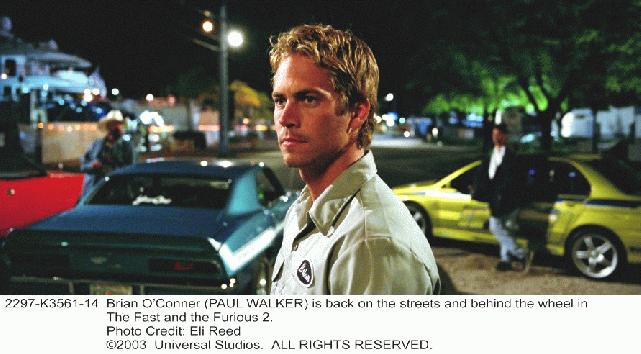 2297-K3561-14 Brian O'Conner (PAUL WALKER) is back on the streets and behind the wheel in
The Fast and the Furious 2.
Photo Credit: Eli Reed
©2003 Universal Studios. ALL RIGHTS RESERVED.